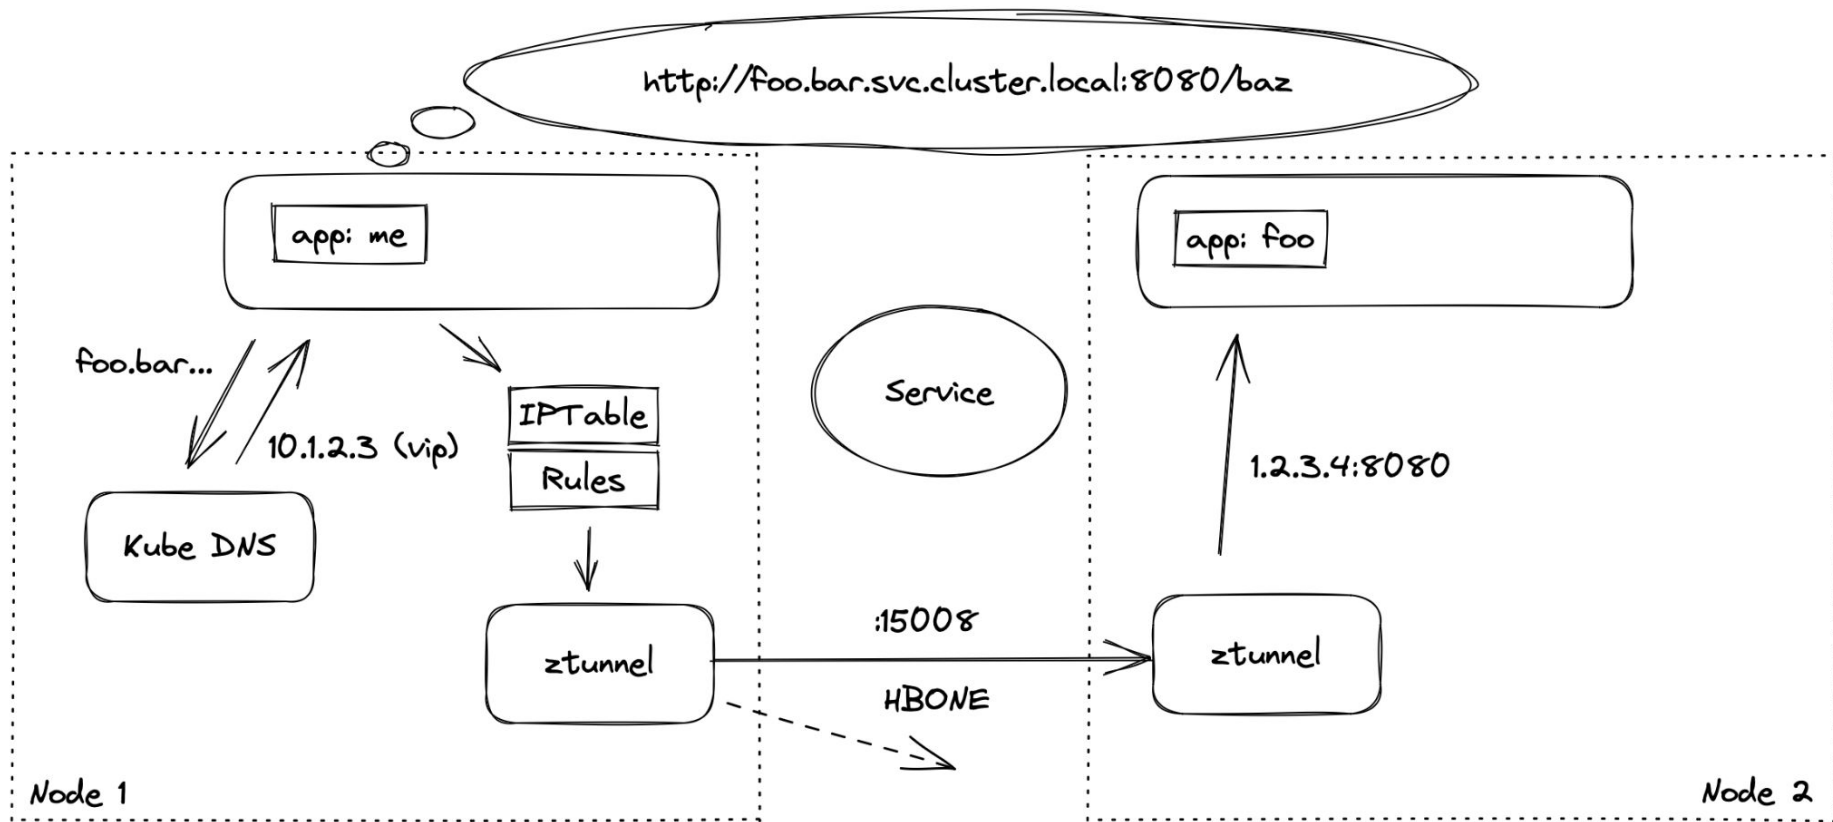 http://foo.bar.svc.cluster.local:8080/baz
app: me
app: foo
foo.bar...
10.1.2.3 (vip)
IPTable
Rules
Service
1.2.3.4:8080
Kube DNS
:15008
ztunnel
ztunnel
HBONE
Node 1
Node 2